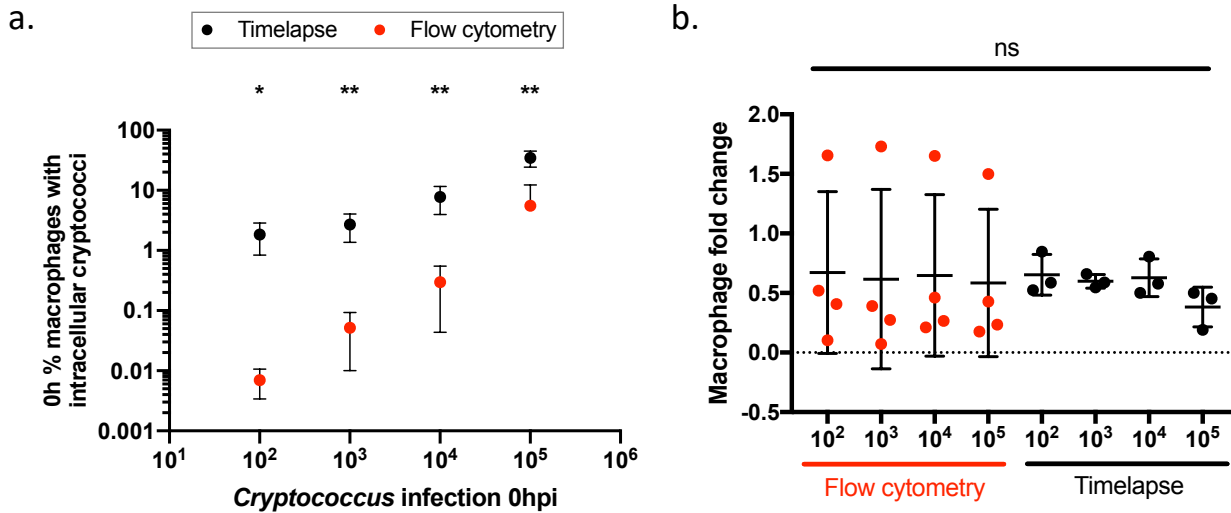 a.
Timelapse Flow cytometry
* ** ** **
0h % macrophages with
intracellular cryptococci
100
10
1
0.1
0.01
0.001
10¹ 10² 10³ 10⁴ 10⁵ 10⁶
Cryptococcus infection 0hpi
b.
ns
Macrophage fold change
2.0
1.5
1.0
0.5
0.0
-0.5
10² 10³ 10⁴ 10⁵ 10² 10³ 10⁴ 10⁵
Flow cytometry Timelapse